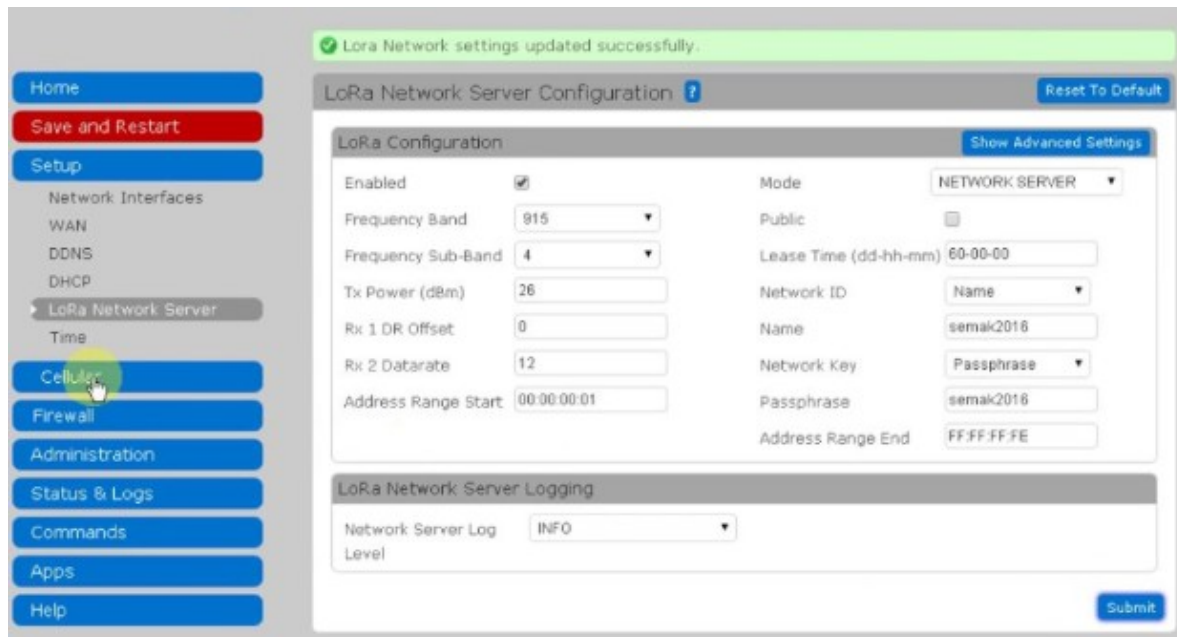 Lora Network settings updated successfully.
Home
Save and Restart
Setup
Network Interfaces
WAN
DDNS
DHCP
LoRa Network Server
Time
Cellular
Firewall
Administration
Status & Logs
Commands
Apps
Help
LoRa Network Server Configuration ?
Reset To Default
LoRa Configuration
Show Advanced Settings
Enabled
Mode NETWORK SERVER
Frequency Band 915
Public
Frequency Sub-Band 4
Lease Time (dd-hh-mm) 60-00-00
Tx Power (dBm) 26
Network ID Name
Rx 1 DR Offset 0
Name semak2016
Rx 2 Datarate 12
Network Key Passphrase
Address Range Start 00:00:00:01
Passphrase semak2016
Address Range End FF:FF:FF:FE
LoRa Network Server Logging
Network Server Log INFO
Level
Submit